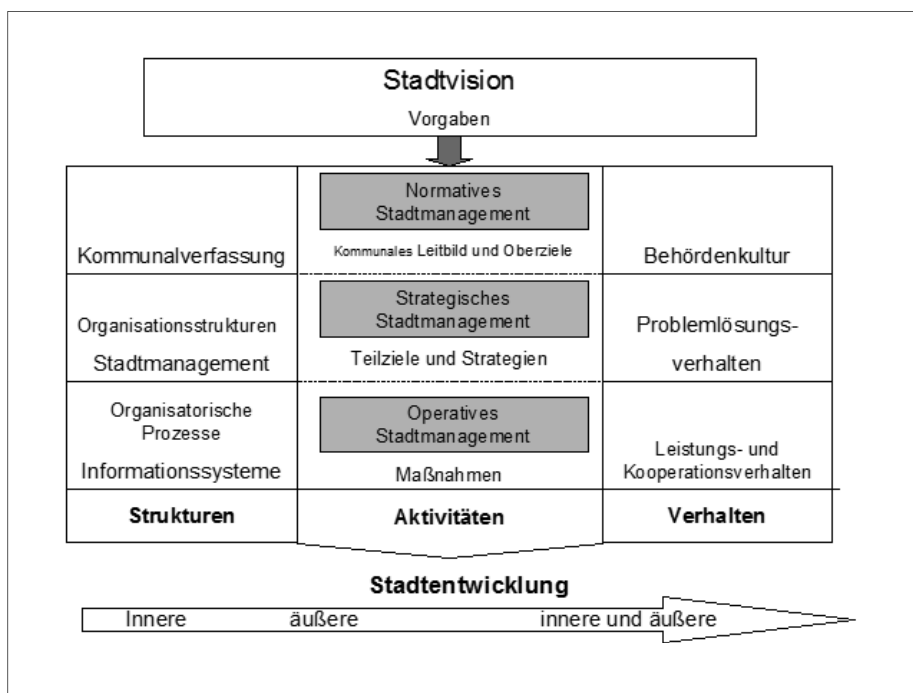 Stadtvision
Vorgaben
Normatives
Stadtmanagement
Kommunalverfassung
Kommunales Leitbild und Oberziele
Behördenkultur
Organisationsstrukturen
Stadtmanagement
Strategisches
Stadtmanagement
Teilziele und Strategien
Problemlösungs-
verhalten
Organisatorische
Prozesse
Informationssysteme
Operatives
Stadtmanagement
Maßnahmen
Leistungs- und
Kooperationsverhalten
Strukturen
Aktivitäten
Verhalten
Stadtentwicklung
Innere
äußere
innere und äußere